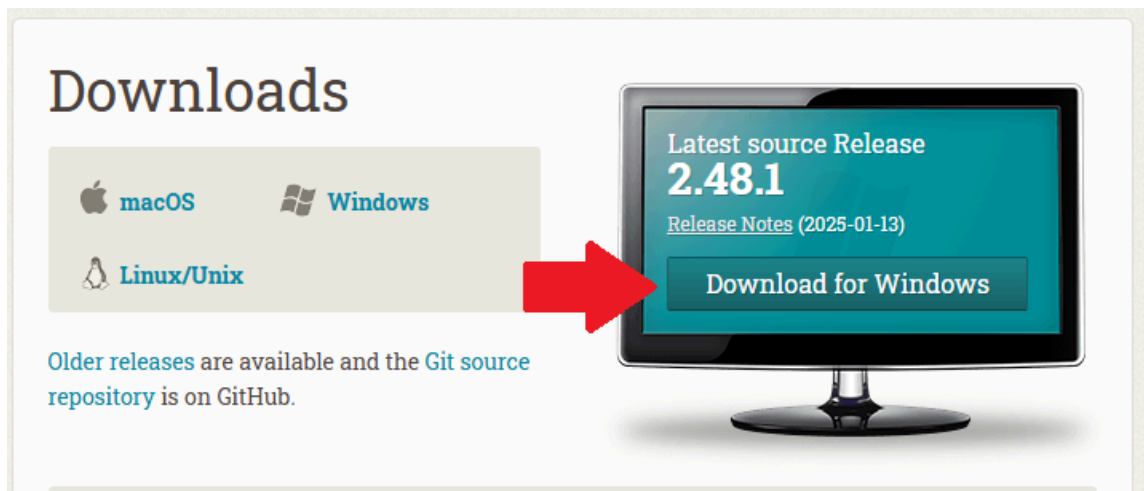 Downloads
macOS
Windows
Linux/Unix
Older releases are available and the Git source
repository is on GitHub.
Latest source Release
2.48.1
Release Notes (2025-01-13)
Download for Windows